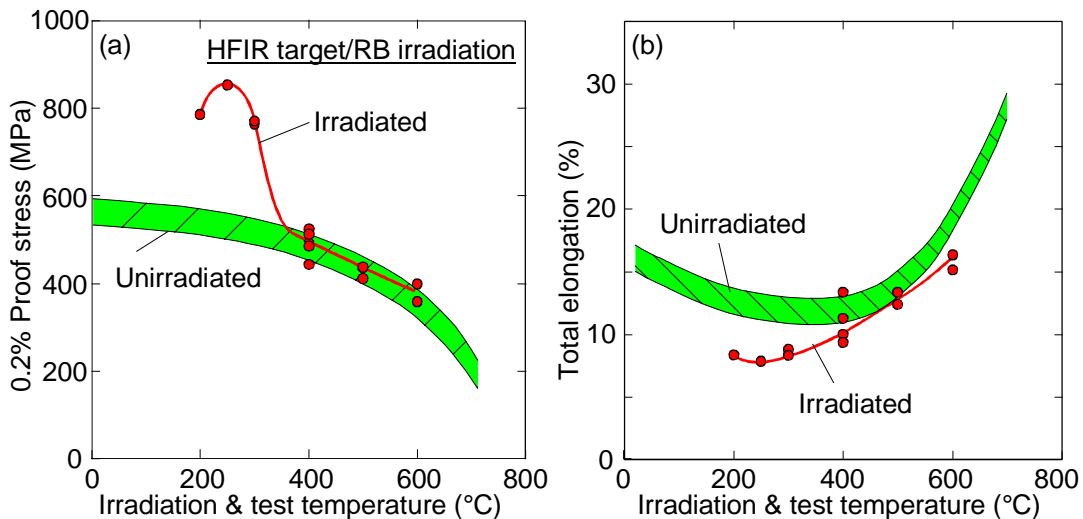 (a)
HFIR target/RB irradiation
Irradiated
Unirradiated
0.2% Proof stress (MPa)
1000
800
600
400
200
0
0 200 400 600 800
Irradiation & test temperature (°C)
(b)
Unirradiated
Irradiated
Total elongation (%)
30
20
10
0
200 400 600 800
Irradiation & test temperature (°C)